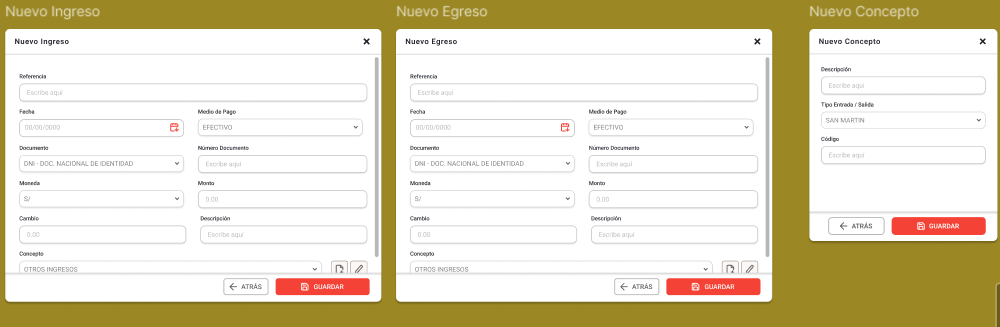 Nuevo Ingreso
Nuevo Ingreso
Referencia
Escribe aquí
Fecha
Medio de Pago
00/00/0000
EFECTIVO
Documento
Número Documento
DNI - DOC. NACIONAL DE IDENTIDAD
Escribe aquí
Moneda
Monto
S/
0.00
Cambio
Descripción
0.00
Escribe aquí
Concepto
OTROS INGRESOS
ATRÁS
GUARDAR
Nuevo Egreso
Nuevo Egreso
Referencia
Escribe aquí
Fecha
Medio de Pago
00/00/0000
EFECTIVO
Documento
Número Documento
DNI - DOC. NACIONAL DE IDENTIDAD
Escribe aquí
Moneda
Monto
S/
0.00
Cambio
Descripción
0.00
Escribe aquí
Concepto
OTROS INGRESOS
ATRÁS
GUARDAR
Nuevo Concepto
Nuevo Concepto
Descripción
Escribe aquí
Tipo Entrada / Salida
SAN MARTIN
Código
Escribe aquí
ATRÁS
GUARDAR